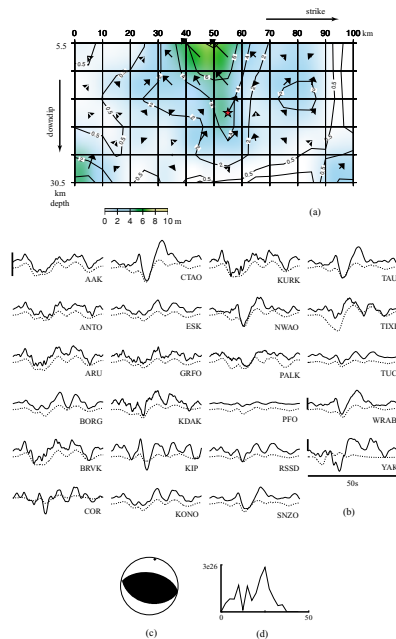 strike
0 10 20 30 40 50 60 70 80 90 100 km
5.5
downdip
30.5
km
depth
0 2 4 6 8 10 m
(a)
AAK CTAO KURK TAU
ANTO ESK NWAO TIXI
ARU GRFO PALK TUC
BORG KDAK PFO WRAB
BRVK KIP RSSD YAK
COR KONO SNZO
50s
(b)
3e26
0 50
(c) (d)